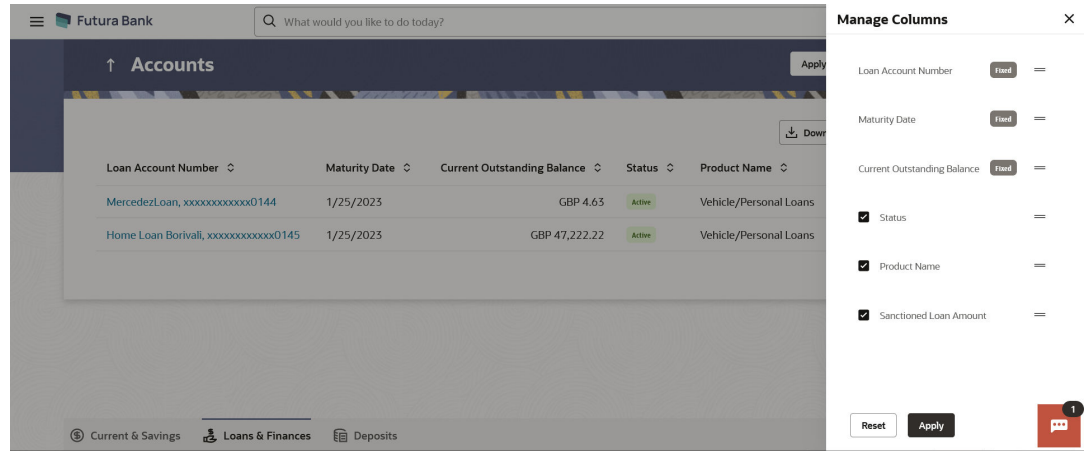 Futura Bank
What would you like to do today?
↑ Accounts
Apply
Down
Loan Account Number Maturity Date Current Outstanding Balance Status Product Name
MercedezLoan, xxxxxxxxxxxx0144 1/25/2023 GBP 4.63 Active Vehicle/Personal Loans
Home Loan Borivali, xxxxxxxxxxxx0145 1/25/2023 GBP 47,222.22 Active Vehicle/Personal Loans
Current & Savings Loans & Finances Deposits
Manage Columns
Loan Account Number Fixed
Maturity Date Fixed
Current Outstanding Balance Fixed
Status
Product Name
Sanctioned Loan Amount
Reset Apply
1